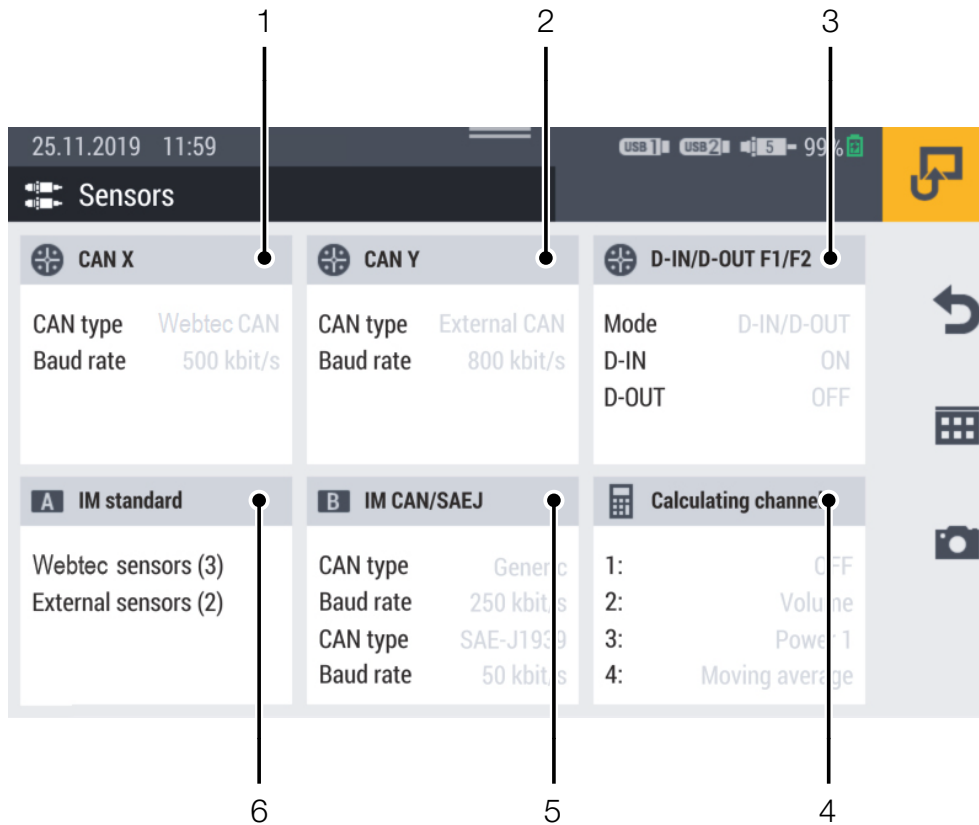 1 2 3
25.11.2019 11:59 USB 1 USB 2 5 99%
Sensors
CAN X
CAN type Webtec CAN
Baud rate 500 kbit/s
CAN Y
CAN type External CAN
Baud rate 800 kbit/s
D-IN/D-OUT F1/F2
Mode D-IN/D-OUT
D-IN ON
D-OUT OFF
A IM standard
Webtec sensors (3)
External sensors (2)
B IM CAN/SAEJ
CAN type Generic
Baud rate 250 kbit/s
CAN type SAE-J1939
Baud rate 50 kbit/s
Calculating channel
1: OFF
2: Volume
3: Power 1
4: Moving average
6 5 4